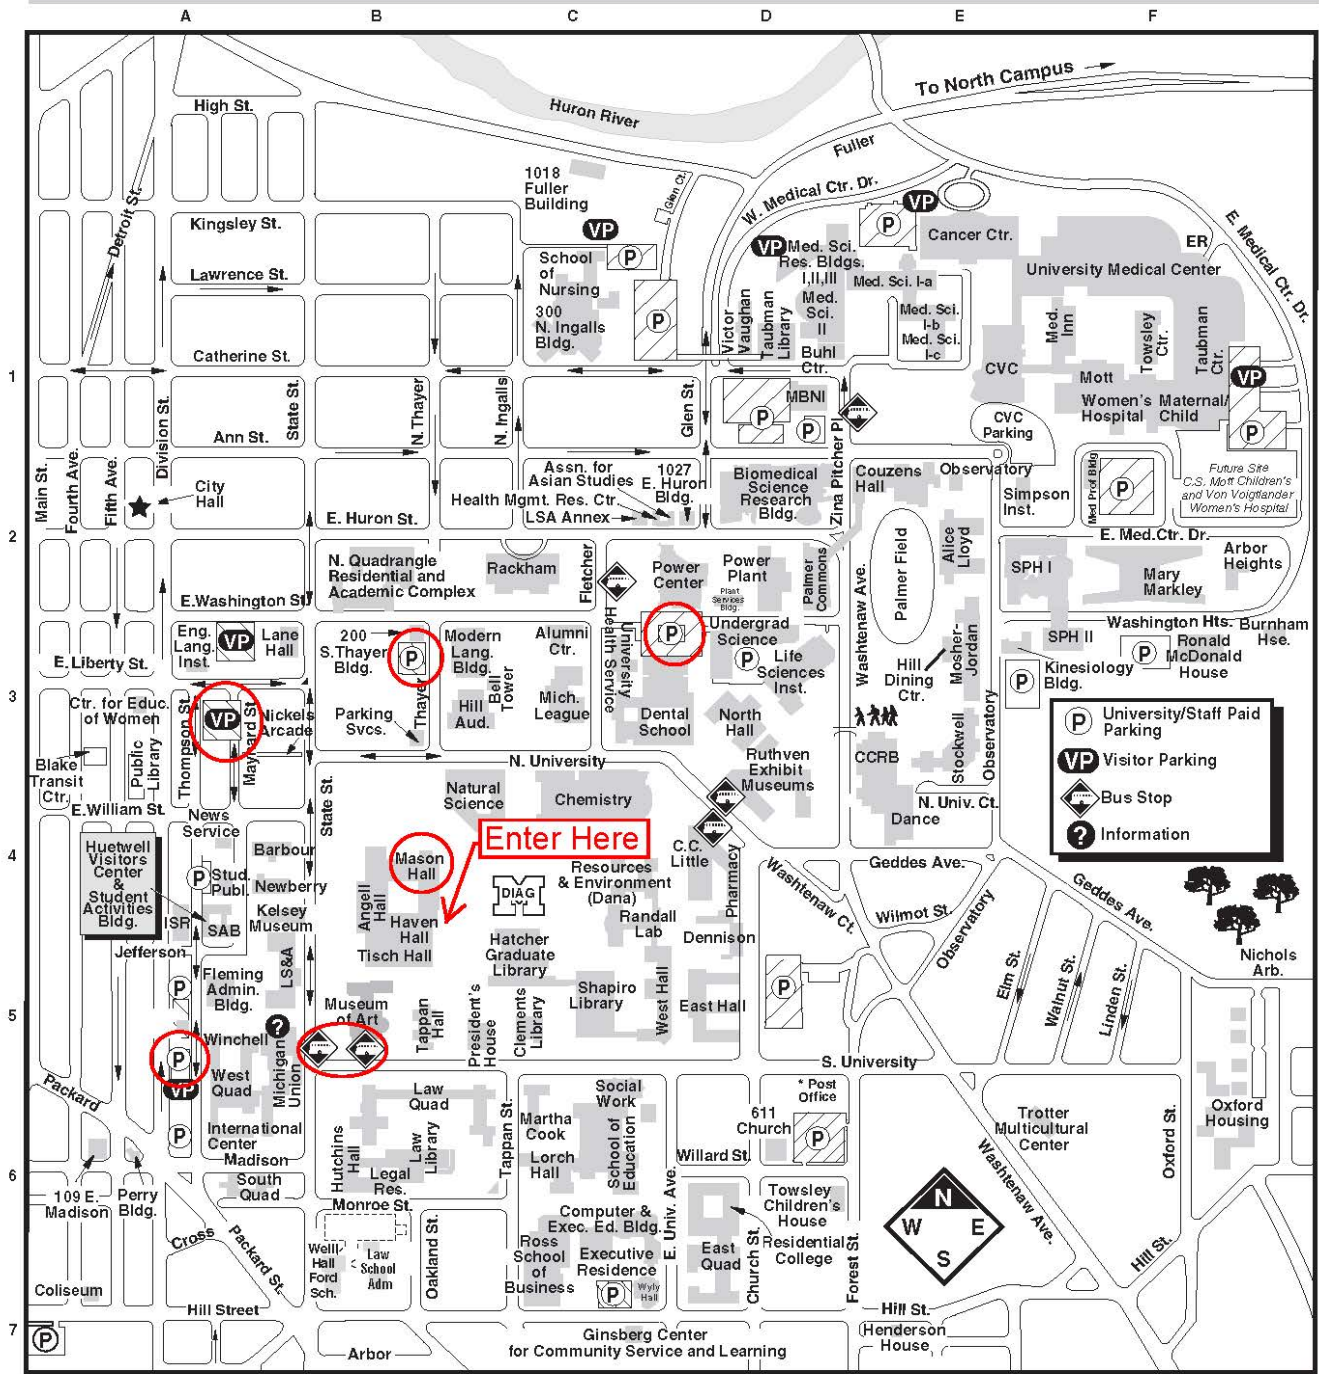 A B C D E F
To North Campus
High St.
Huron River
Fuller
1018
Fuller
Building
Glen Ct.
W. Medical Ctr. Dr.
VP
Detroit St.
Kingsley St.
VP
P
Cancer Ctr.
ER
E. Medical Ctr. Dr.
VP
Med. Sci.
Res. Bldgs.
I,II,III
P
School
of
Nursing
University Medical Center
Lawrence St.
Med. Sci. I-a
300
N. Ingalls
Bldg.
P
Victor
Vaughan
Taubman
Library
Med.
Sci.
II
Med. Sci.
I-b
Med. Sci.
I-c
Med.
Inn
Towsley
Ctr.
Taubman
Ctr.
Catherine St.
Buhl
Ctr.
CVC
1
Mott
VP
Division St.
State St.
N. Thayer
N. Ingalls
Glen St.
MBNI
Women's
Hospital
Maternal/
Child
P
P
P
Zina Pitcher Pl
CVC
Parking
Ann St.
Main St.
Fourth Ave.
Fifth Ave.
City
Hall
Assn. for
Asian Studies
1027
E. Huron
Bldg.
Health Mgmt. Res. Ctr.
LSA Annex
Biomedical
Science
Research
Bldg.
Couzens
Hall
Observatory
Simpson
Inst.
Med Prof Bldg
P
Future Site
C.S. Mott Children's
and Von Voigtlander
Women's Hospital
E. Huron St.
2
E. Med.Ctr. Dr.
N. Quadrangle
Residential and
Academic Complex
Rackham
Fletcher
Power
Center
Power
Plant
Plant
Services
Bldg.
Palmer
Commons
Washtenaw Ave.
Palmer Field
Alice
Lloyd
SPH I
Mary
Markley
Arbor
Heights
E.Washington St.
Eng.
Lang.
Inst.
VP
Lane
Hall
200
S.Thayer
Bldg.
P
Modern
Lang.
Bldg.
Alumni
Ctr.
University
Health Service
P
Undergrad
Science
P
Life
Sciences
Inst.
Mosher-
Jordan
Hill
Dining
Ctr.
SPH II
Washington Hts.
P
Ronald
McDonald
House
Burnham
Hse.
E. Liberty St.
3
Kinesiology
Bldg.
P
Ctr. for Educ.
of Women
Thompson St.
VP
Maynard St.
Nickels
Arcade
Parking
Svcs.
Thayer
Hill
Aud.
Bell
Tower
Mich.
League
Dental
School
North
Hall
Stockwell
Observatory
P
University/Staff Paid
Parking
VP
Visitor Parking
Bus Stop
?
Information
Blake
Transit
Ctr.
Public
Library
Ruthven
Exhibit
Museums
CCRB
N. University
E.William St.
State St.
Natural
Science
Chemistry
N. Univ. Ct.
Dance
News
Service
Enter Here
4
Huetwell
Visitors
Center
&
Student
Activities
Bldg.
Barbour
P
Stud.
Publ.
Newberry
Kelsey
Museum
Mason
Hall
Angell
Hall
Haven
Hall
Tisch Hall
DIAG
M
C.C.
Little
Resources
& Environment
(Dana)
Randall
Lab
Pharmacy
Washtenaw Ct.
Geddes Ave.
Geddes Ave.
Wilmot St.
Observatory
ISR
SAB
Jefferson
Hatcher
Graduate
Library
Dennison
Nichols
Arb.
Elm St.
Walnut St.
Linden St.
P
Fleming
Admin.
Bldg.
LS&A
Museum
of Art
Tappan
Hall
President's
House
Clements
Library
Shapiro
Library
West Hall
East Hall
P
5
Winchell
?
P
S. University
VP
West
Quad
Michigan
Union
Packard
Law
Quad
Tappan St.
Social
Work
* Post
Office
P
International
Center
Madison
Hutchins
Hall
Law
Library
Legal
Res.
Martha
Cook
Lorch
Hall
School of
Education
611
Church
P
Willard St.
Trotter
Multicultural
Center
Oxford St.
Oxford
Housing
6
South
Quad
109 E.
Madison
Perry
Bldg.
Monroe St.
E. Univ. Ave.
Towsley
Children's
House
Residential
College
Washtenaw Ave.
N
W
E
S
Cross
Packard St.
Oakland St.
Computer &
Exec. Ed. Bldg.
Ross
School
of
Business
Executive
Residence
East
Quad
Church St.
Forest St.
Hill St.
Coliseum
Wyly
Hall
P
Law
School
Adm
Hall
Ford
Sch.
Hill Street
Hill St.
7
P
Arbor
Ginsberg Center
for Community Service and Learning
Henderson
House